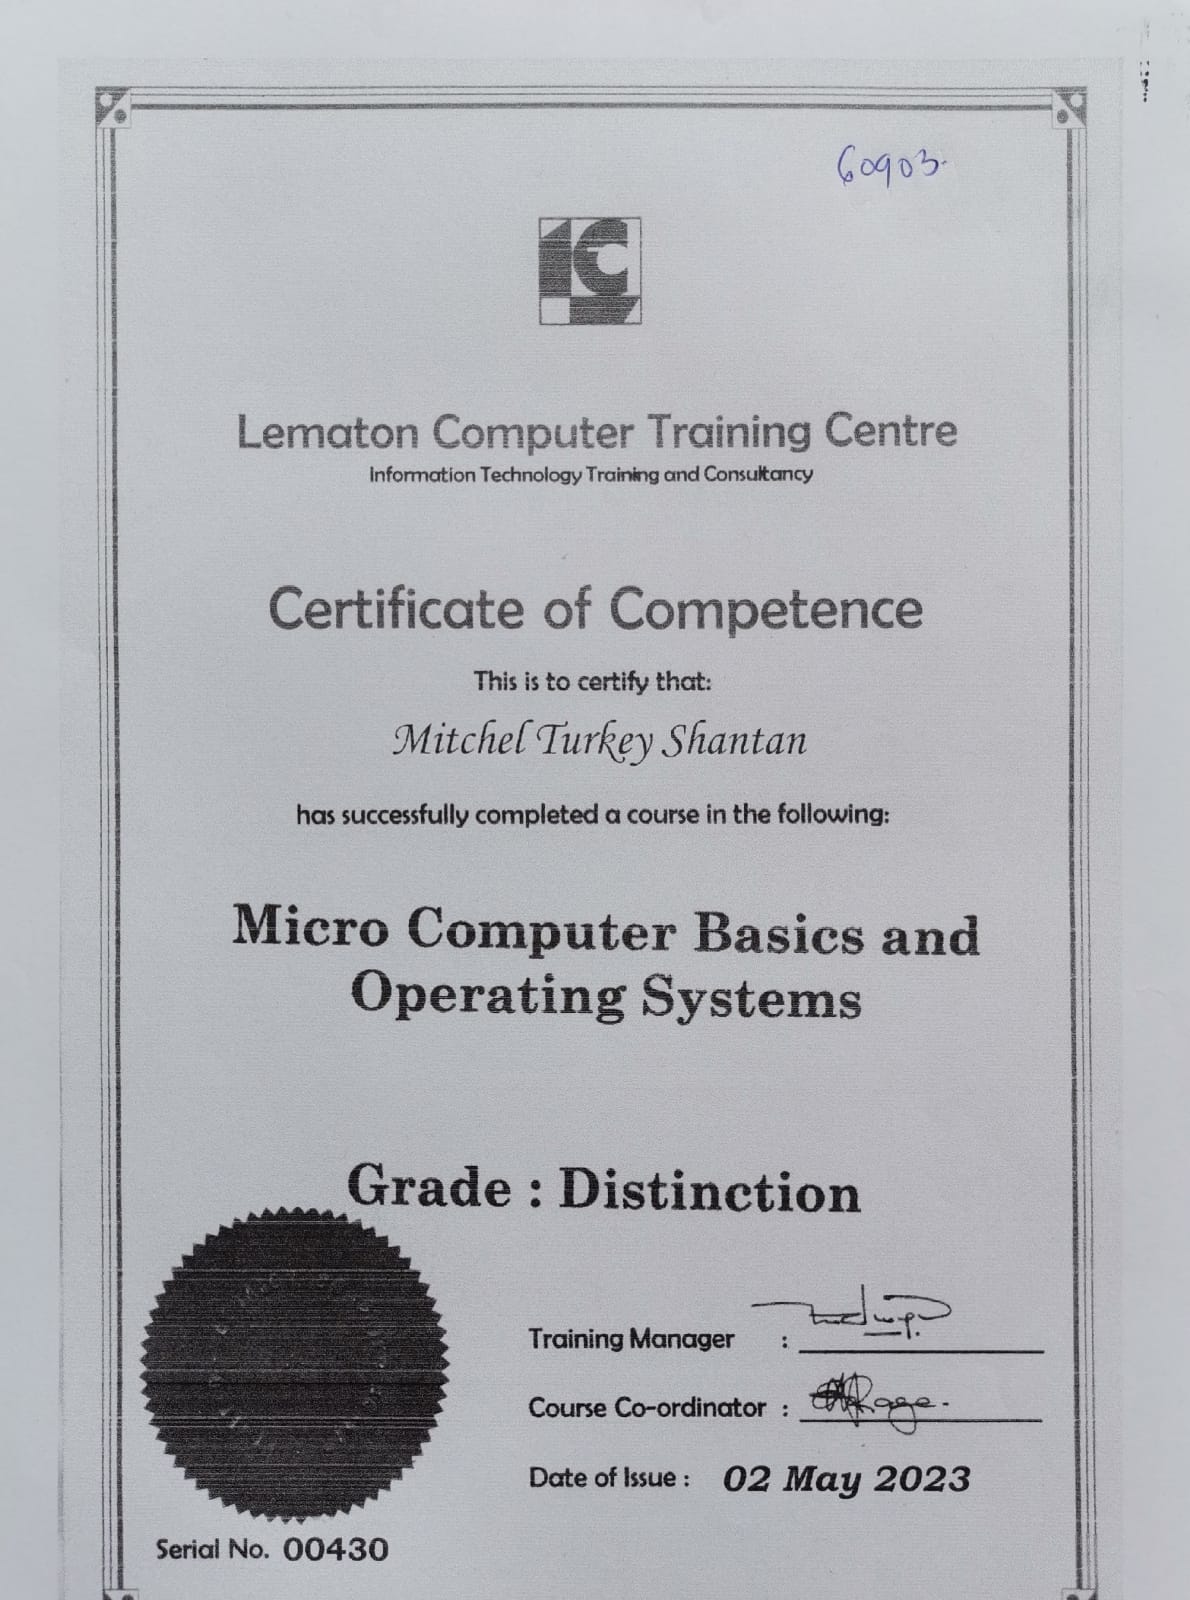 60903.
Lematon Computer Training Centre
Information Technology Training and Consultancy
Certificate of Competence
This is to certify that:
Mitchel Turkey Shantan
has successfully completed a course in the following:
Micro Computer Basics and
Operating Systems
Grade : Distinction
Training Manager :
Course Co-ordinator :
Date of Issue : 02 May 2023
Serial No. 00430